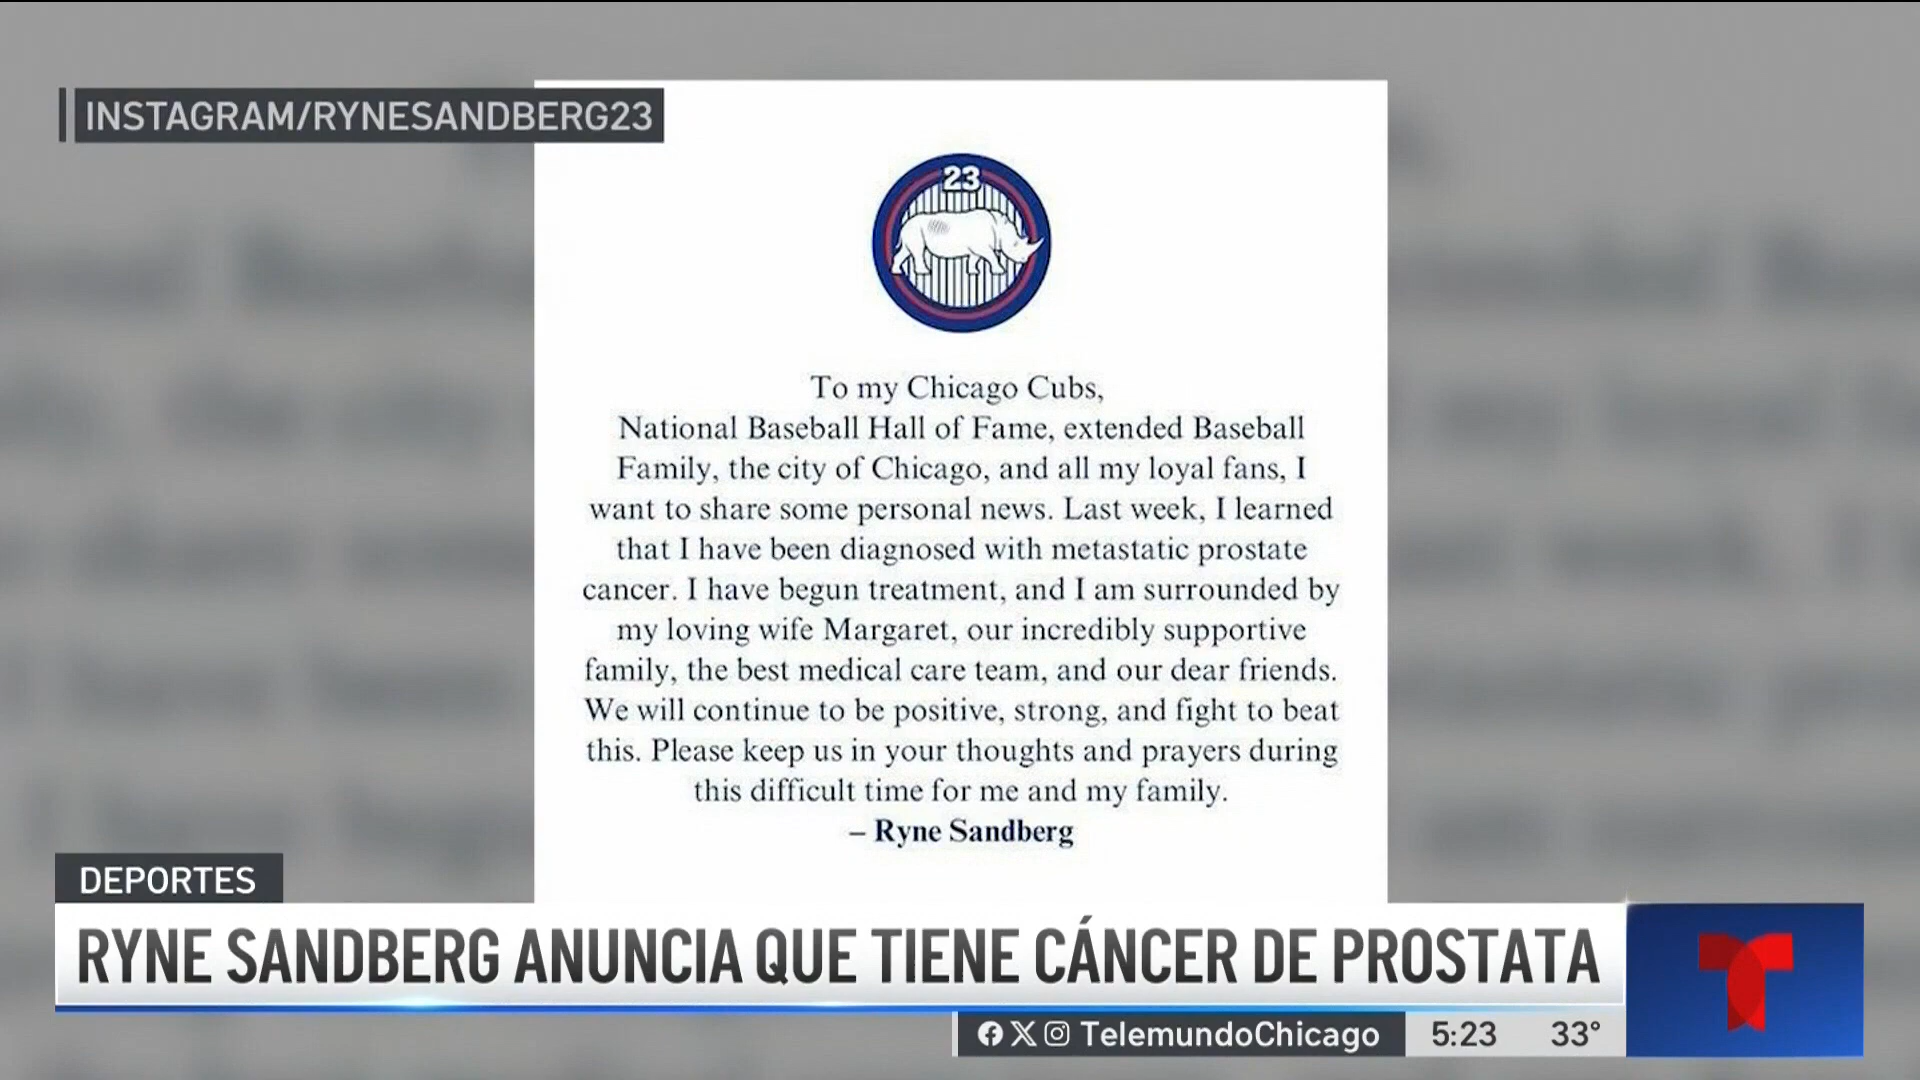 INSTAGRAM/RYNESANDBERG23
23
To my Chicago Cubs,
National Baseball Hall of Fame, extended Baseball
Family, the city of Chicago, and all my loyal fans, I
want to share some personal news. Last week, I learned
that I have been diagnosed with metastatic prostate
cancer. I have begun treatment, and I am surrounded by
my loving wife Margaret, our incredibly supportive
family, the best medical care team, and our dear friends.
We will continue to be positive, strong, and fight to beat
this. Please keep us in your thoughts and prayers during
this difficult time for me and my family.
– Ryne Sandberg
DEPORTES
RYNE SANDBERG ANUNCIA QUE TIENE CÁNCER DE PROSTATA
TelemundoChicago 5:23 33°